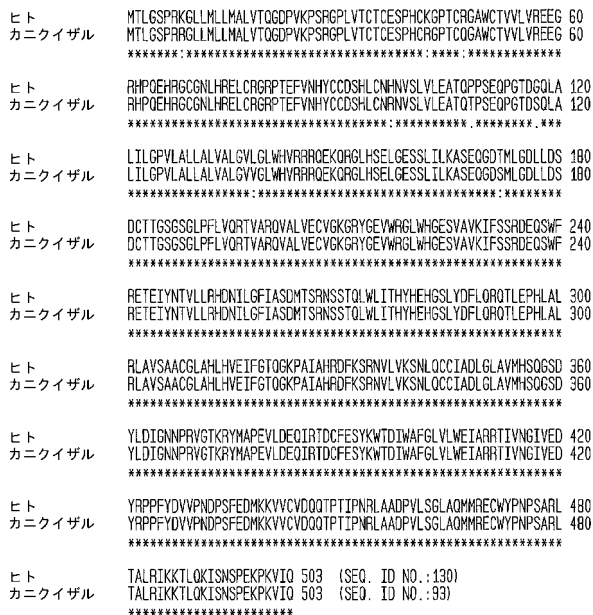 ヒト MTLGSPRKGLLMLLMALVTQGDPVKPSRGPLVTCTCESPHCKGPTCRGAWCTVVLVREEG 60
カニクイザル MTLGSPRRGLLMLLMALVTQGDPVKPSRGPLVTCTCESPHCRGPTCQGAWCTVVLVREEG 60
*******:*********************************:****:*************
ヒト RHPQEHRGCGNLHRELCRGRPTEFVNHYCCDSHLCNHNVSLVLEATQPPSEQPGTDGQLA 120
カニクイザル RHPQEHRGCGNLHRELCRGRPTEFVNHYCCDSHLCNRNVSLVLEATQTPSEQPGTDSQLA 120
************************************:**********.********.***
ヒト LILGPVLALLALVALGVLGLWHVRRRQEKQRGLHSELGESSLILKASEQGDTMLGDLLDS 180
カニクイザル LILGPVLALLALVALGVVGLWHVRRRQEKQRGLHSELGESSLILKASEQGDSMLGDLLDS 180
*****************:*********************************:********
ヒト DCTTGSGSGLPFLVQRTVARQVALVECVGKGRYGEVWRGLWHGESVAVKIFSSRDEQSWF 240
カニクイザル DCTTGSGSGLPFLVQRTVARQVALVECVGKGRYGEVWRGLWHGESVAVKIFSSRDEQSWF 240
************************************************************
ヒト RETEIYNTVLLRHDNILGFIASDMTSRNSSTQLWLITHYHEHGSLYDFLQRQTLEPHLAL 300
カニクイザル RETEIYNTVLLRHDNILGFIASDMTSRNSSTQLWLITHYHEHGSLYDFLQRQTLEPHLAL 300
************************************************************
ヒト RLAVSAACGLAHLHVEIFGTQGKPAIAHRDFKSRNVLVKSNLQCCIADLGLAVMHSQGSD 360
カニクイザル RLAVSAACGLAHLHVEIFGTQGKPAIAHRDFKSRNVLVKSNLQCCIADLGLAVMHSQGSD 360
************************************************************
ヒト YLDIGNNPRVGTKRYMAPEVLDEQIRTDCFESYKWTDIWAFGLVLWEIARRTIVNGIVED 420
カニクイザル YLDIGNNPRVGTKRYMAPEVLDEQIRTDCFESYKWTDIWAFGLVLWEIARRTIVNGIVED 420
************************************************************
ヒト YRPPFYDVVPNDPSFEDMKKVVCVDQQTPTIPNRLAADPVLSGLAQMMRECWYPNPSARL 480
カニクイザル YRPPFYDVVPNDPSFEDMKKVVCVDQQTPTIPNRLAADPVLSGLAQMMRECWYPNPSARL 480
************************************************************
ヒト TALRIKKTLQKISNSPEKPKVIQ 503 (SEQ. ID NO.:130)
カニクイザル TALRIKKTLQKISNSPEKPKVIQ 503 (SEQ. ID NO.:93)
***********************